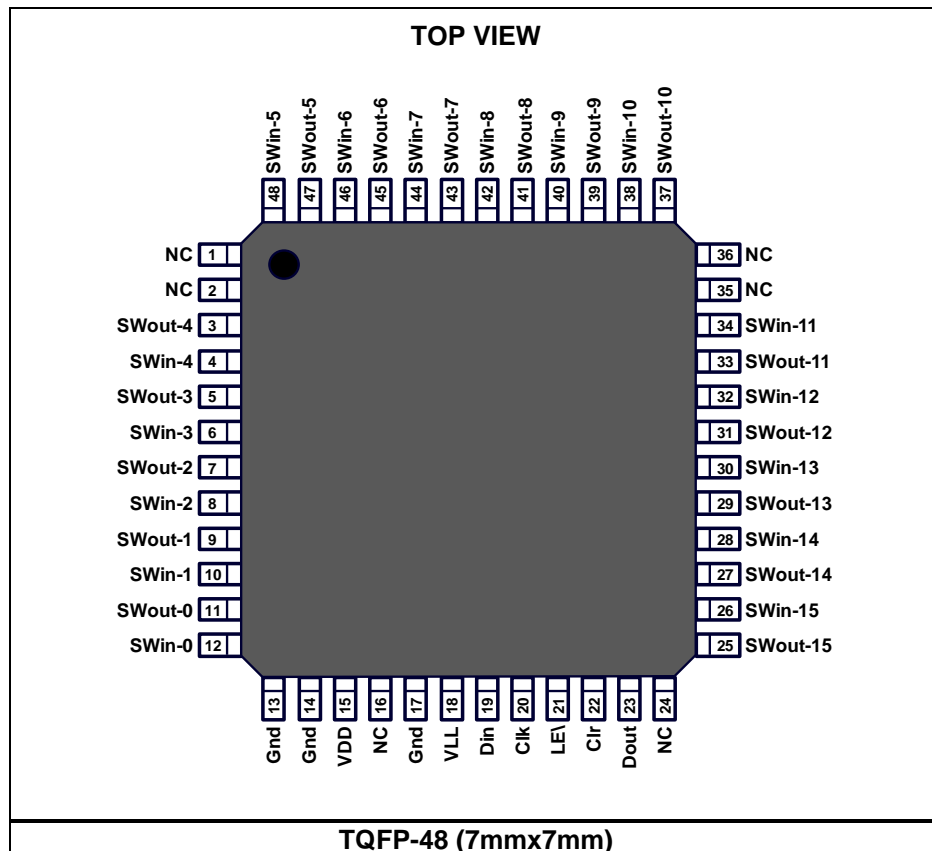 TOP VIEW
SWin-5
SWout-5
SWin-6
SWout-6
SWin-7
SWout-7
SWin-8
SWout-8
SWin-9
SWout-9
SWin-10
SWout-10
48 47 46 45 44 43 42 41 40 39 38 37
NC 1
NC 2
SWout-4 3
SWin-4 4
SWout-3 5
SWin-3 6
SWout-2 7
SWin-2 8
SWout-1 9
SWin-1 10
SWout-0 11
SWin-0 12
36 NC
35 NC
34 SWin-11
33 SWout-11
32 SWin-12
31 SWout-12
30 SWin-13
29 SWout-13
28 SWin-14
27 SWout-14
26 SWin-15
25 SWout-15
13 14 15 16 17 18 19 20 21 22 23 24
Gnd
Gnd
VDD
NC
Gnd
VLL
Din
Clk
LE\
Clr
Dout
NC
TQFP-48 (7mmx7mm)